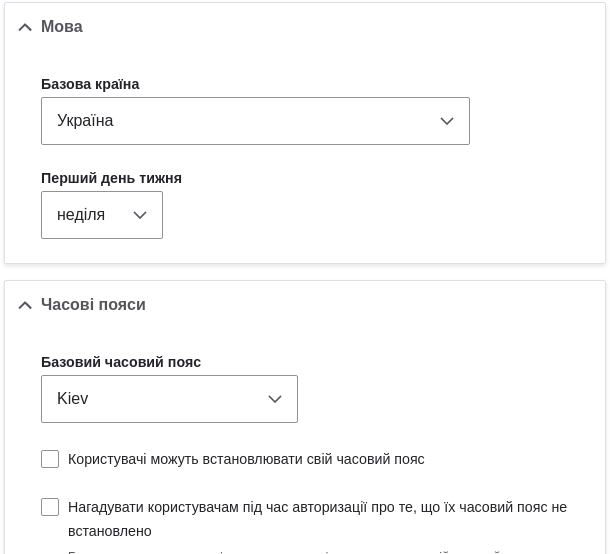 Мова
Базова країна
Україна
Перший день тижня
неділя
Часові пояси
Базовий часовий пояс
Kiev
Користувачі можуть встановлювати свій часовий пояс
Нагадувати користувачам під час авторизації про те, що їх часовий пояс не
встановлено